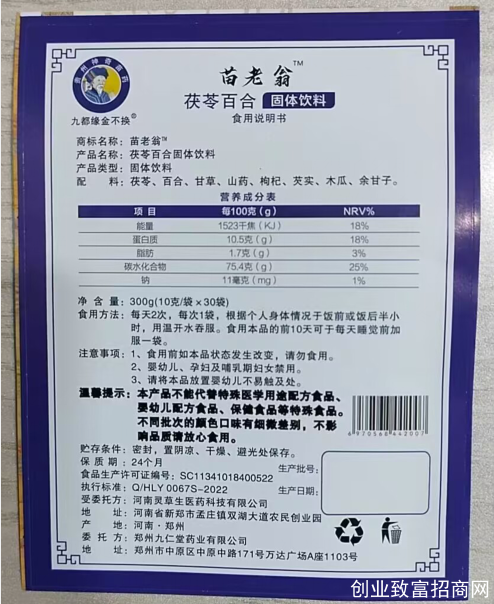 贵州神奇苗药
苗老翁™
茯苓百合 固体饮料
九都缘金不换®
食用说明书
商标名称：苗老翁™
产品名称：茯苓百合固体饮料
产品类型：固体饮料
配 料：茯苓、百合、甘草、山药、枸杞、芡实、木瓜、余甘子。
营养成分表
项 目 每100克（g） NRV%
能量 1523千焦（KJ） 18%
蛋白质 10.5克（g） 18%
脂肪 1.7克（g） 3%
碳水化合物 75.4克（g） 25%
钠 11毫克（mg） 1%
净 含 量：300g(10克/袋×30袋)
食用方法：每天2次，每次1袋，根据个人身体情况于饭前或饭后半小
时，用温开水吞服。食用本品的前10天可于每天睡觉前加
服一袋。
注意事项：1、食用前如本品状态发生改变，请勿食用。
2、婴幼儿、孕妇及哺乳期妇女禁用。
3、请将本品放置婴幼儿不易触及处。
温馨提示：本产品不能代替特殊医学用途配方食品、
婴幼儿配方食品、保健食品等特殊食品。
不同批次的颜色口味有细微差别，不影
响品质请放心食用。
6970568642007
贮存条件：密封，置阴凉、干燥、避光处保存。
保 质 期：24个月
生产批号：
食品生产许可证编号：SC11341018400522
执行标准：Q/HLY 0067S-2022
生产日期：
受委托方：河南灵草生医药科技有限公司
地 址：河南省新郑市孟庄镇双湖大道农民创业园
产 地：河南·郑州
委 托 方：郑州九仁堂药业有限公司
地 址：郑州市中原区中原中路171号万达广场A座1103号
创业致富招商网